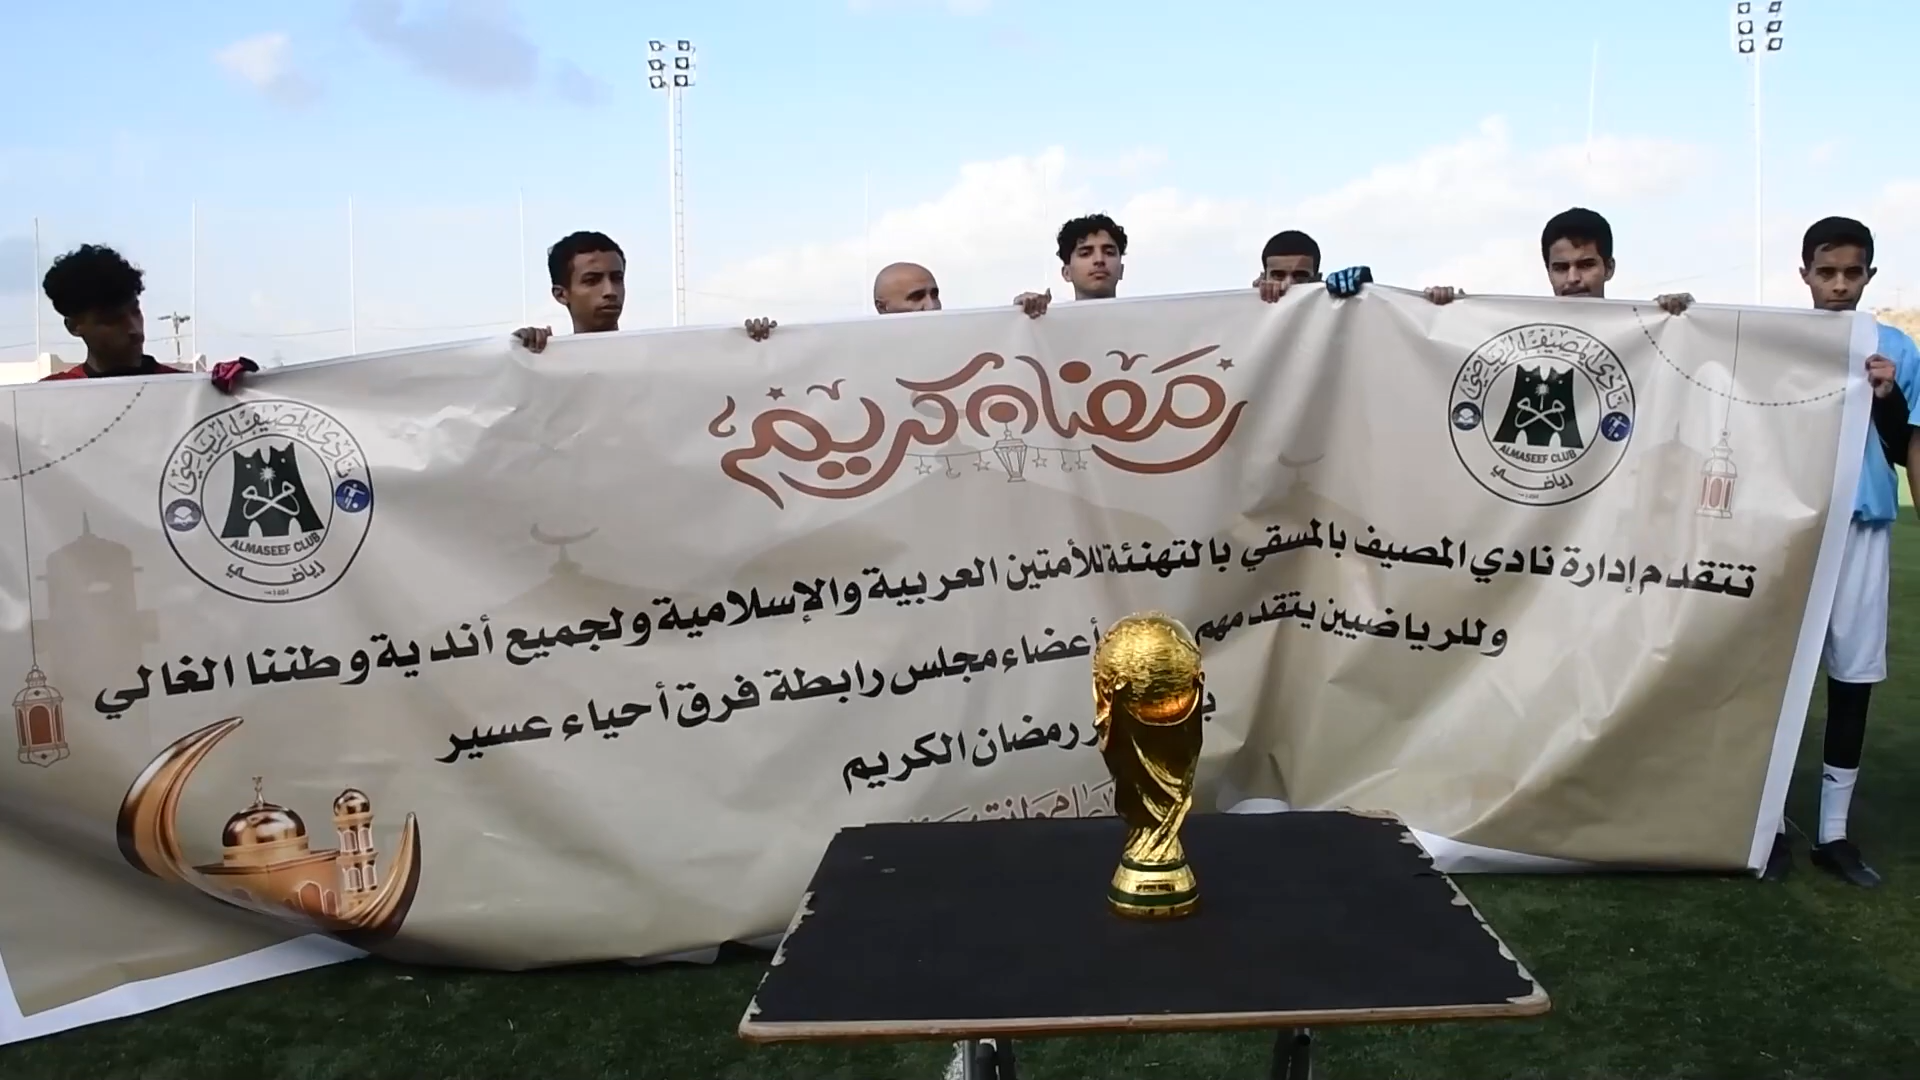 رمضان كريم
نادي المصيف الرياضي
ALMASEEF CLUB
رياضي
نادي المصيف الرياضي
ALMASEEF CLUB
رياضي
تتقدم إدارة نادي المصيف بالمسقي بالتهنئة للأمتين العربية والإسلامية ولجميع أندية وطننا الغالي
وللرياضيين يتقدمهم أعضاء مجلس رابطة فرق أحياء عسير
رمضان الكريم